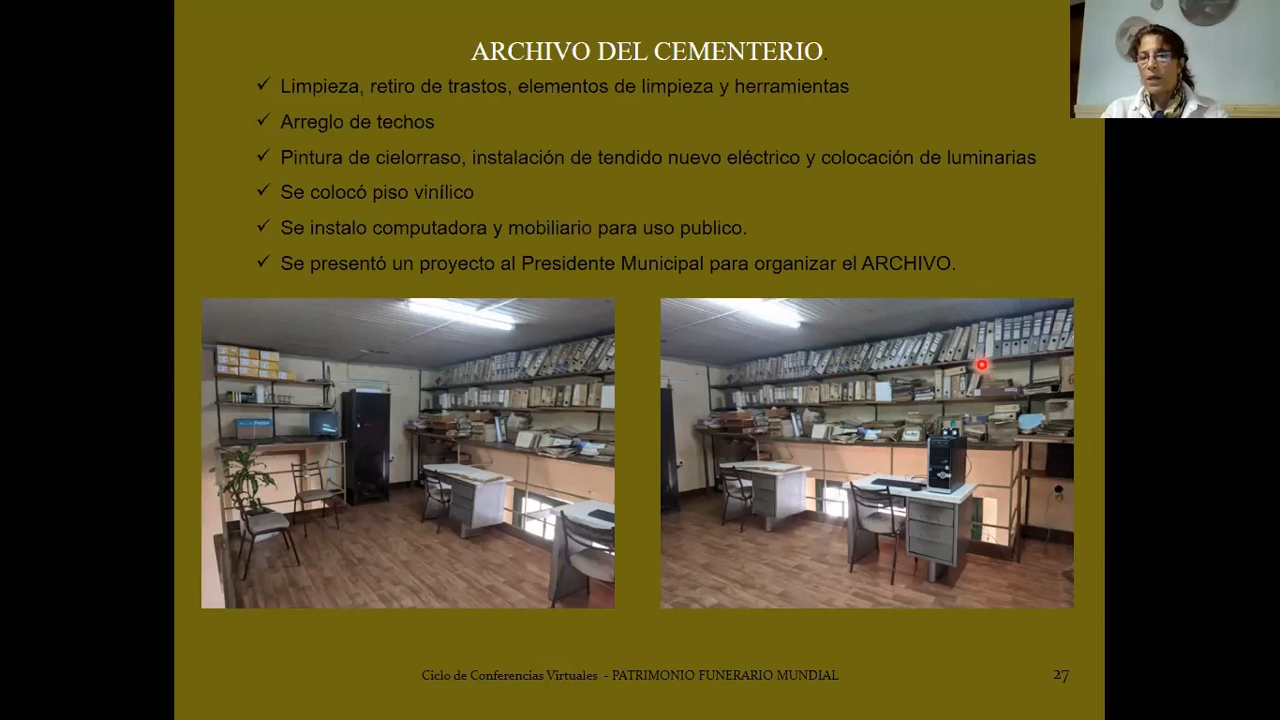 ARCHIVO DEL CEMENTERIO.
✓ Limpieza, retiro de trastos, elementos de limpieza y herramientas
✓ Arreglo de techos
✓ Pintura de cielorraso, instalación de tendido nuevo eléctrico y colocación de luminarias
✓ Se colocó piso vinílico
✓ Se instalo computadora y mobiliario para uso publico.
✓ Se presentó un proyecto al Presidente Municipal para organizar el ARCHIVO.
Ciclo de Conferencias Virtuales - PATRIMONIO FUNERARIO MUNDIAL
27